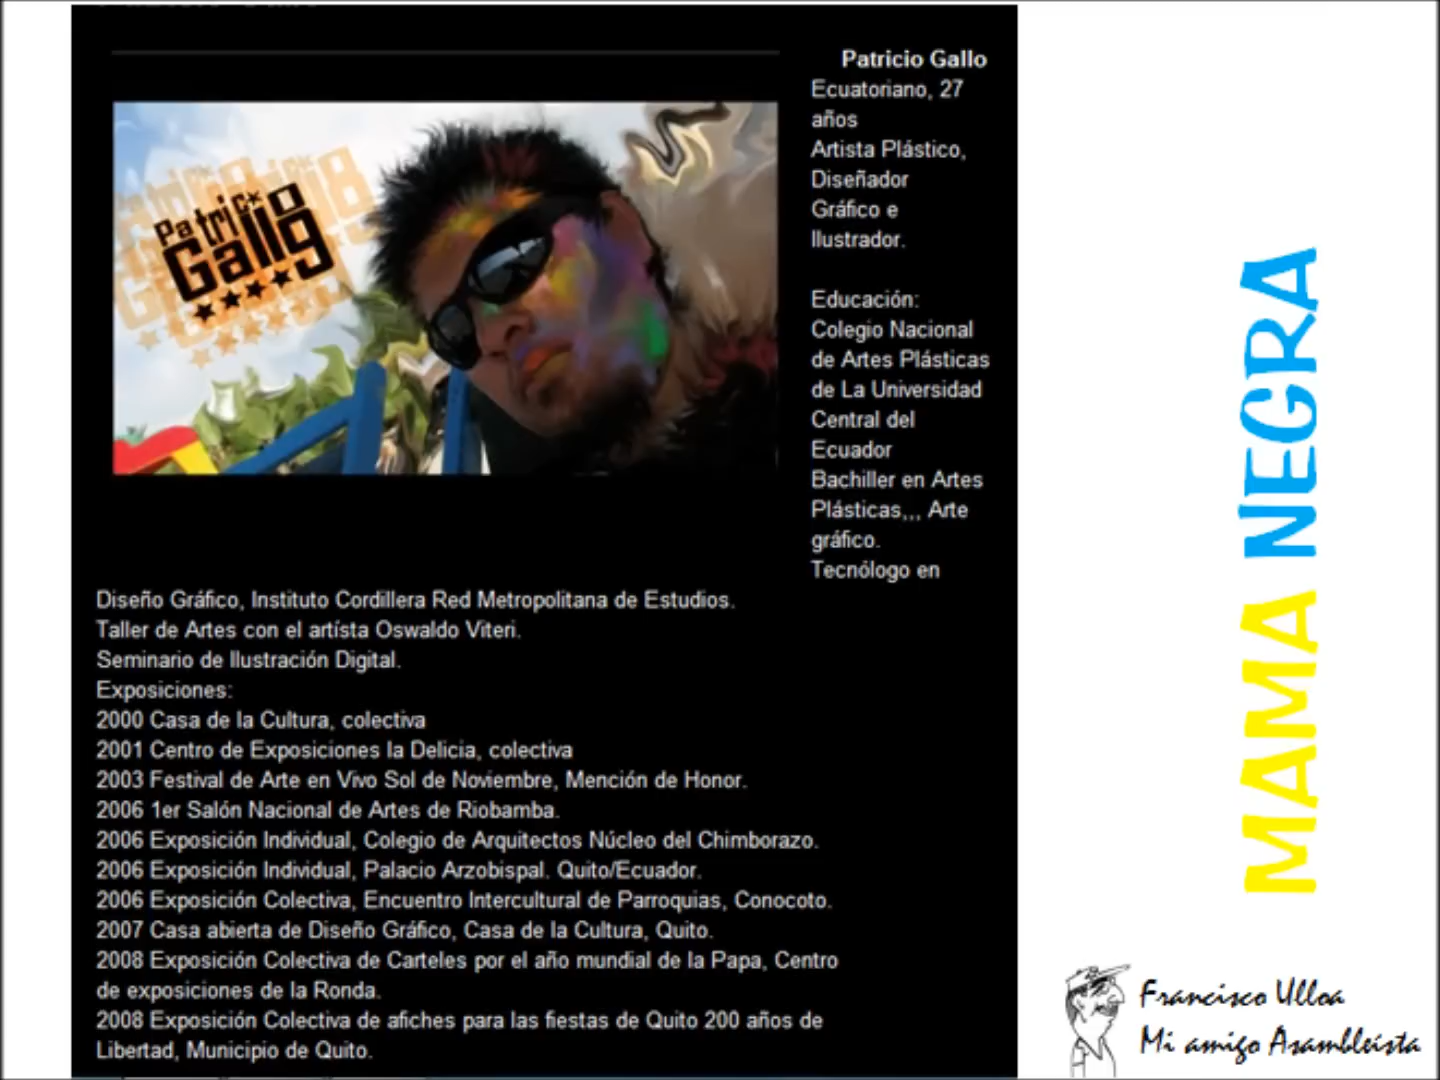 Patricio Gallo
Ecuatoriano, 27
años
Artista Plástico,
Diseñador
Gráfico e
Ilustrador.
Educación:
Colegio Nacional
de Artes Plásticas
de La Universidad
Central del
Ecuador
Bachiller en Artes
Plásticas,,, Arte
gráfico.
Tecnólogo en
Diseño Gráfico, Instituto Cordillera Red Metropolitana de Estudios.
Taller de Artes con el artísta Oswaldo Viteri.
Seminario de Ilustración Digital.
Exposiciones:
2000 Casa de la Cultura, colectiva
2001 Centro de Exposiciones la Delicia, colectiva
2003 Festival de Arte en Vivo Sol de Noviembre, Mención de Honor.
2006 1er Salón Nacional de Artes de Riobamba.
2006 Exposición Individual, Colegio de Arquitectos Núcleo del Chimborazo.
2006 Exposición Individual, Palacio Arzobispal. Quito/Ecuador.
2006 Exposición Colectiva, Encuentro Intercultural de Parroquias, Conocoto.
2007 Casa abierta de Diseño Gráfico, Casa de la Cultura, Quito.
2008 Exposición Colectiva de Carteles por el año mundial de la Papa, Centro
de exposiciones de la Ronda.
2008 Exposición Colectiva de afiches para las fiestas de Quito 200 años de
Libertad, Municipio de Quito.
Patricio
Gallo
MAMA NEGRA
Francisco Ulloa
Mi amigo Asambleísta